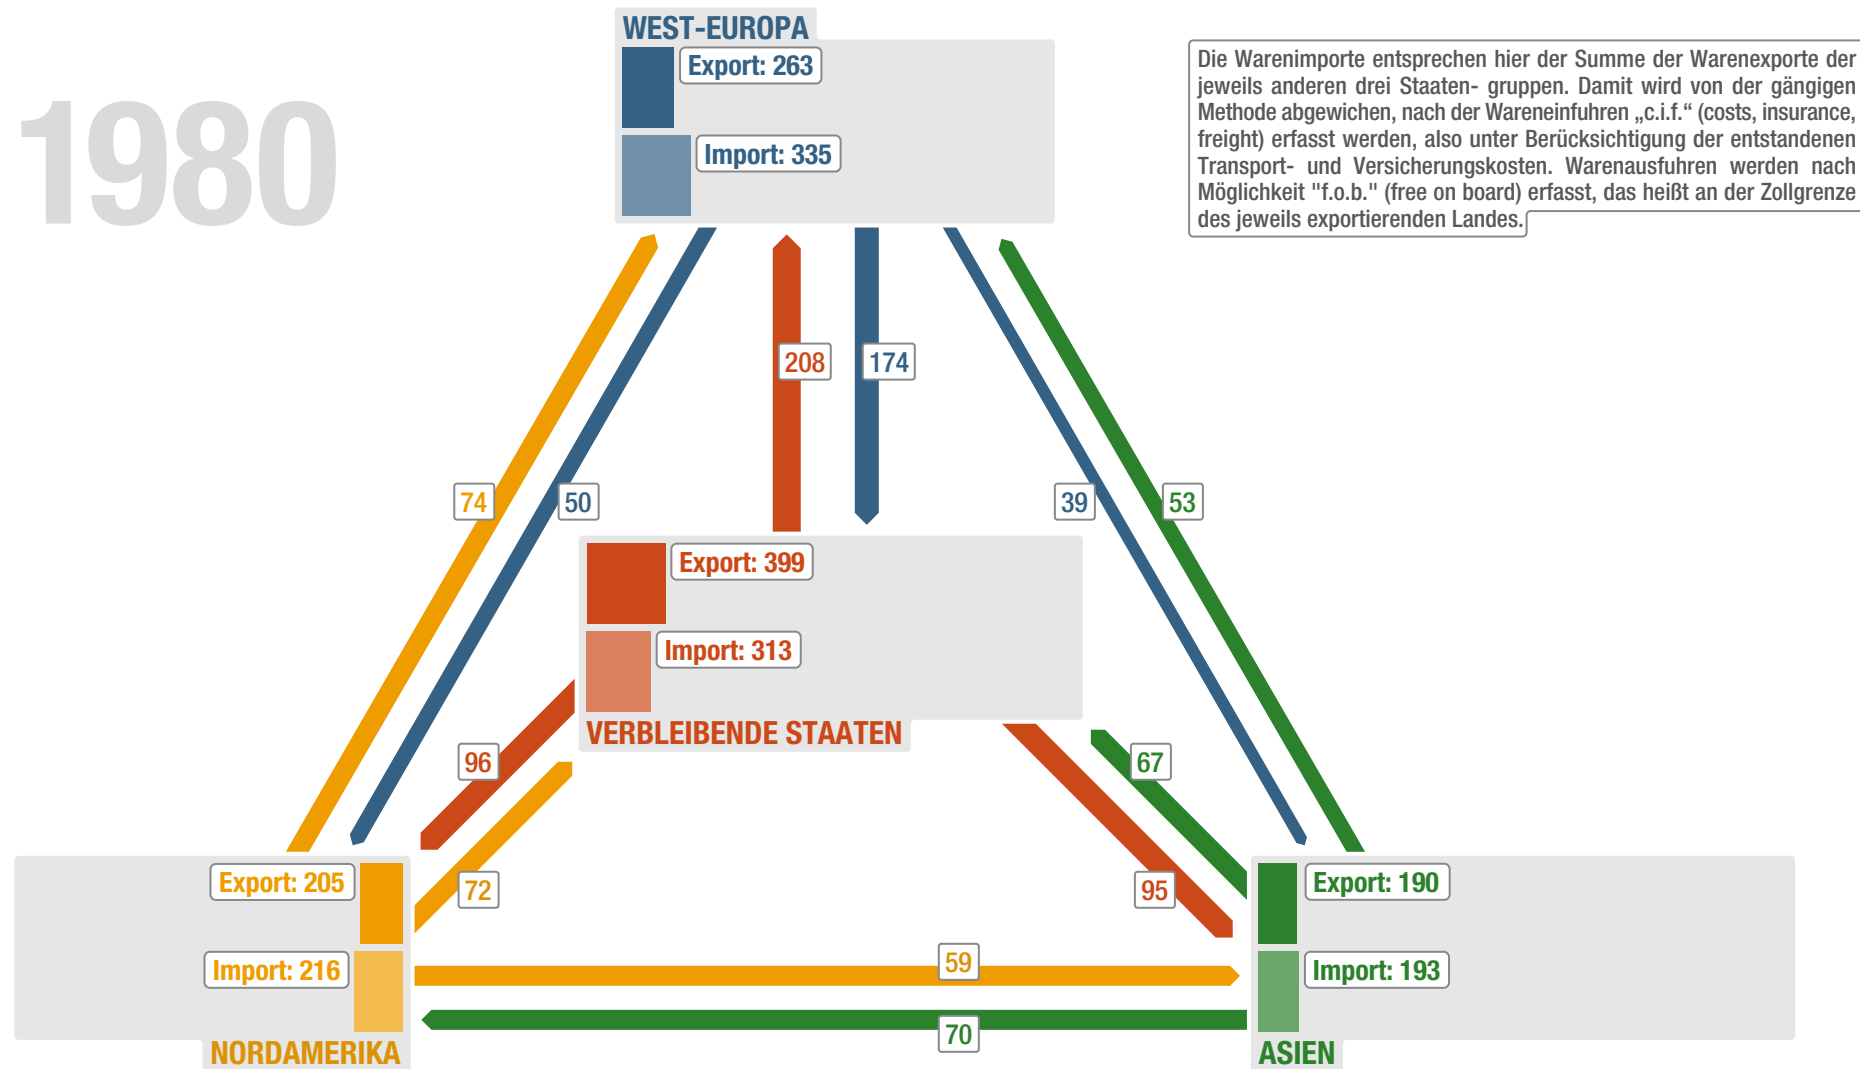 1980
WEST-EUROPA
Export: 263
Import: 335
Die Warenimporte entsprechen hier der Summe der Warenexporte der
jeweils anderen drei Staaten- gruppen. Damit wird von der gängigen
Methode abgewichen, nach der Wareneinfuhren „c.i.f.“ (costs, insurance,
freight) erfasst werden, also unter Berücksichtigung der entstandenen
Transport- und Versicherungskosten. Warenausfuhren werden nach
Möglichkeit "f.o.b." (free on board) erfasst, das heißt an der Zollgrenze
des jeweils exportierenden Landes.
208
174
74
50
39
53
Export: 399
Import: 313
VERBLEIBENDE STAATEN
96
67
72
95
Export: 205
Import: 216
NORDAMERIKA
59
70
Export: 190
Import: 193
ASIEN